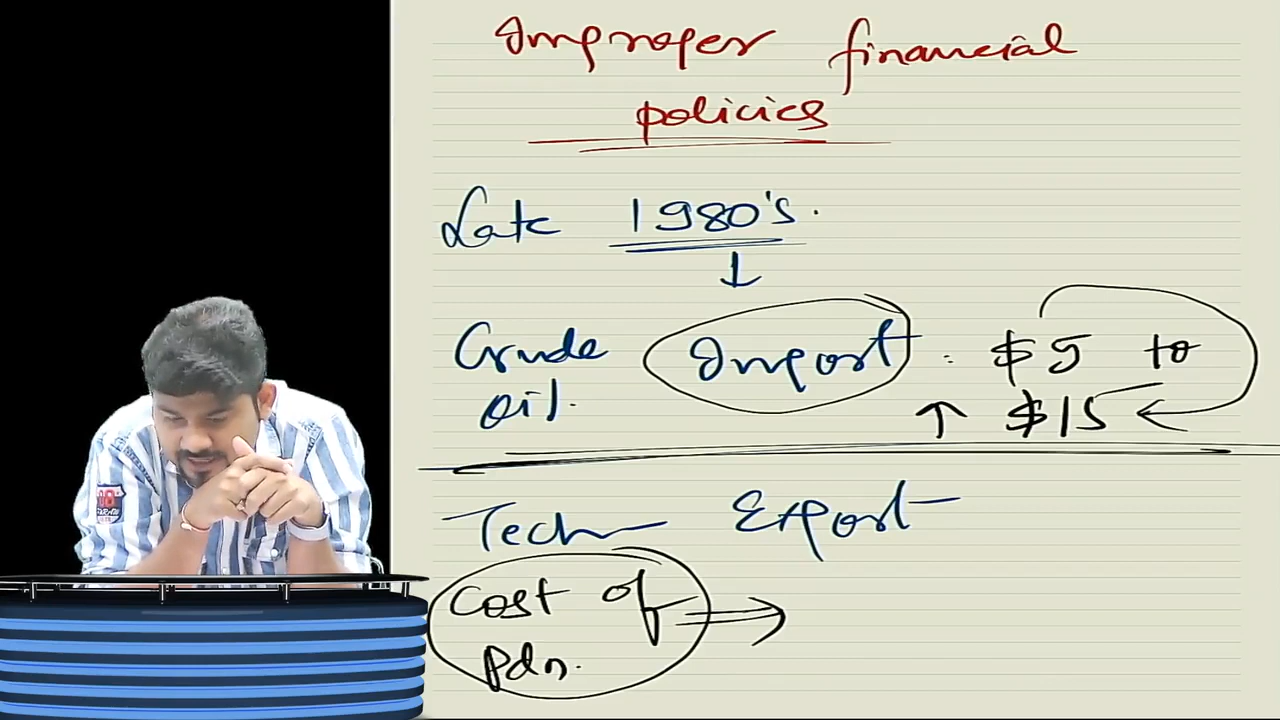 Improper financial
policies
Late 1980's.
↓
Crude Import : $5 to
oil. ↑ $15 ←
Tech Export
Cost of ⇒
Pdn.